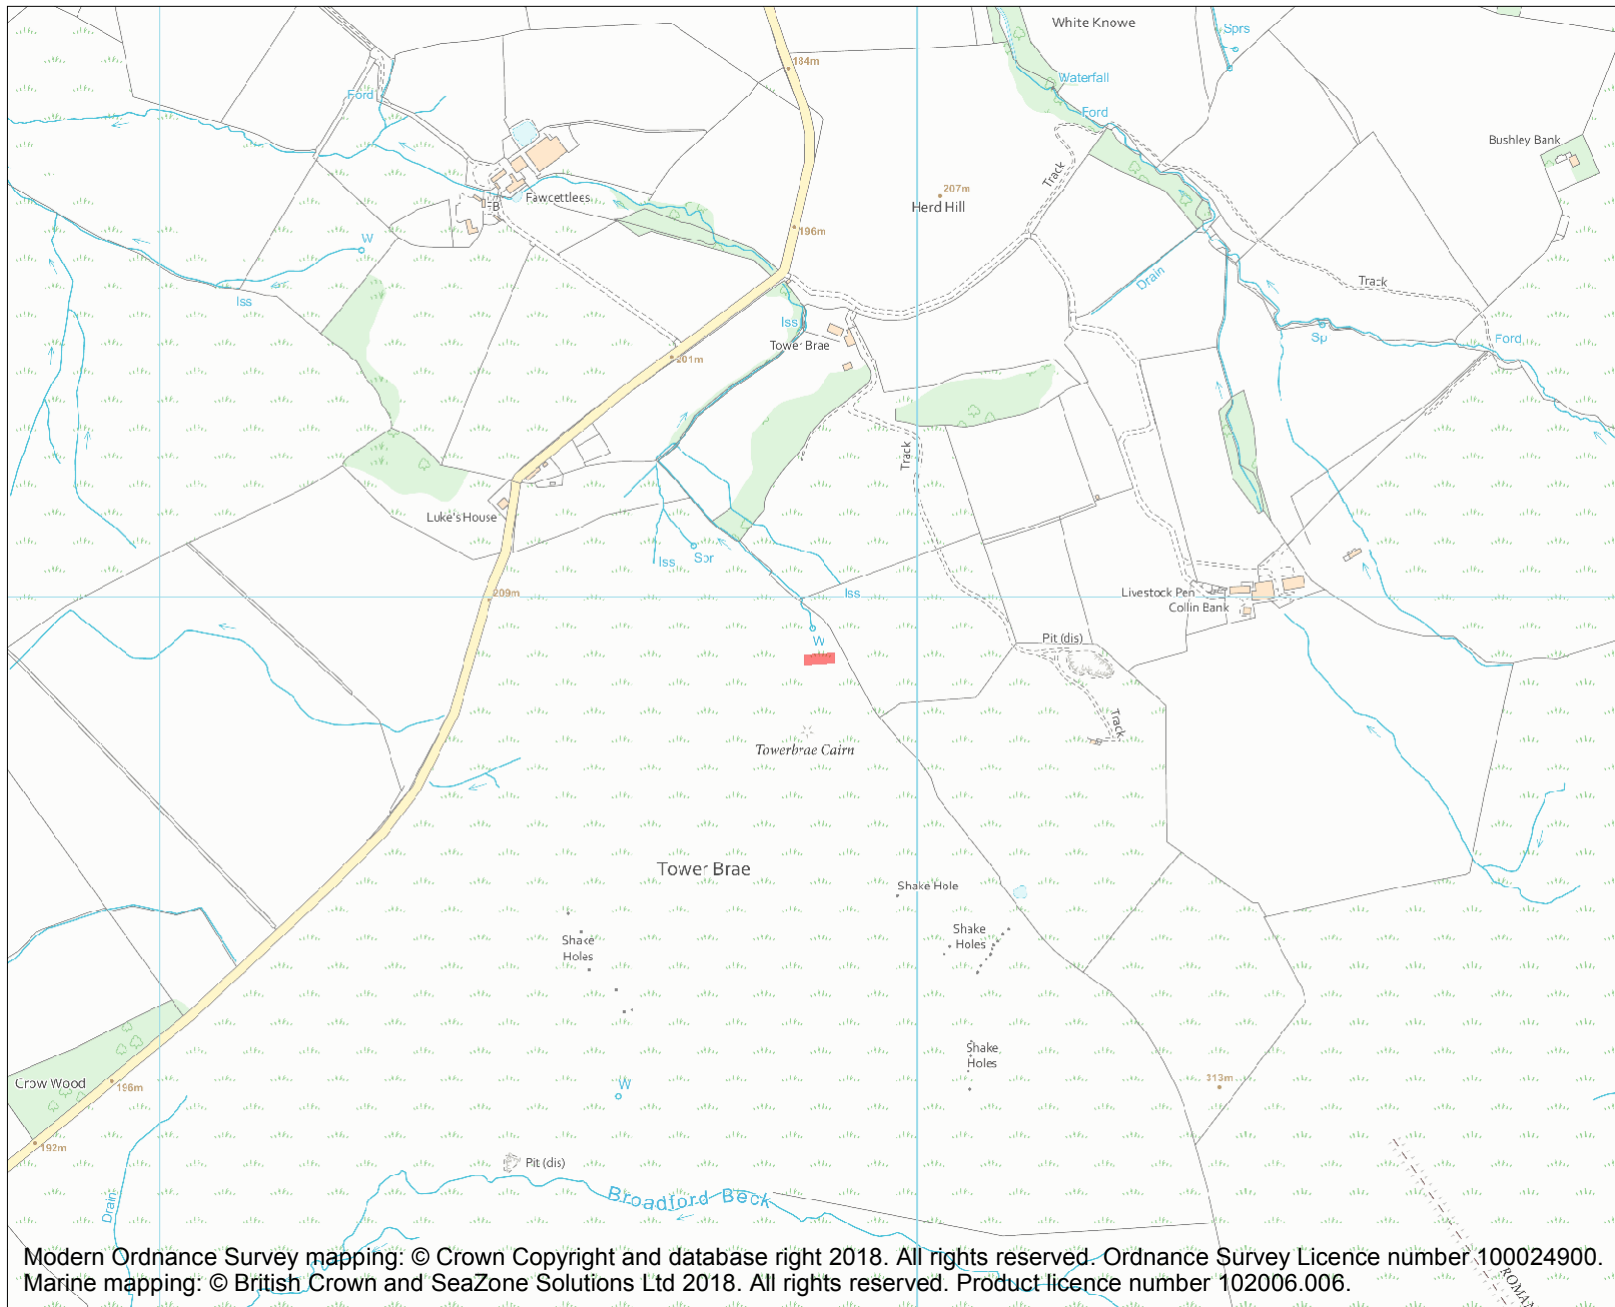 White Knowe
Sprs
184m
Waterfall
Ford
Ford
Bushley Bank
Track
207m
Herd Hill
Fawcettlees
FB
196m
W
Iss
Drain
Track
Iss
Tower Brae
Sp
Ford
201m
Track
Luke's House
Iss
Spr
Iss
209m
Livestock Pen
Collin Bank
W
Pit (dis)
Track
Towerbrae Cairn
Tower Brae
Shake Hole
Shake
Holes
Shake
Holes
Shake
Holes
313m
Crow Wood
196m
W
192m
Pit (dis)
Drain
Broadford Beck
Modern Ordnance Survey mapping: © Crown Copyright and database right 2018. All rights reserved. Ordnance Survey Licence number 100024900.
Marine mapping: © British Crown and SeaZone Solutions Ltd 2018. All rights reserved. Product licence number 102006.006.
ROMAN